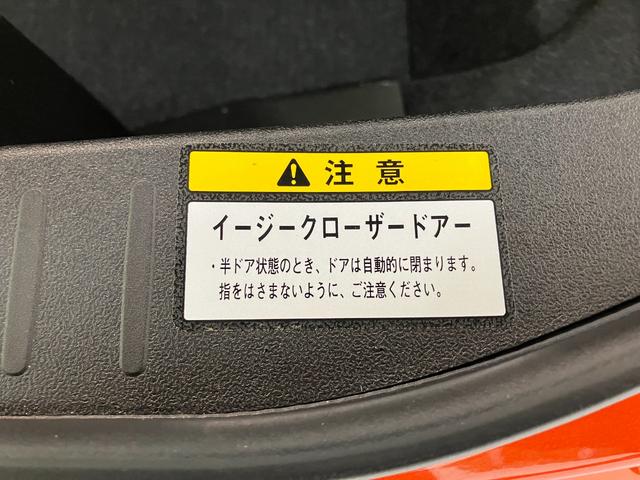 注意
イージークローザードアー
・半ドア状態のとき、ドアは自動的に閉まります。
指をはさまないように、ご注意ください。